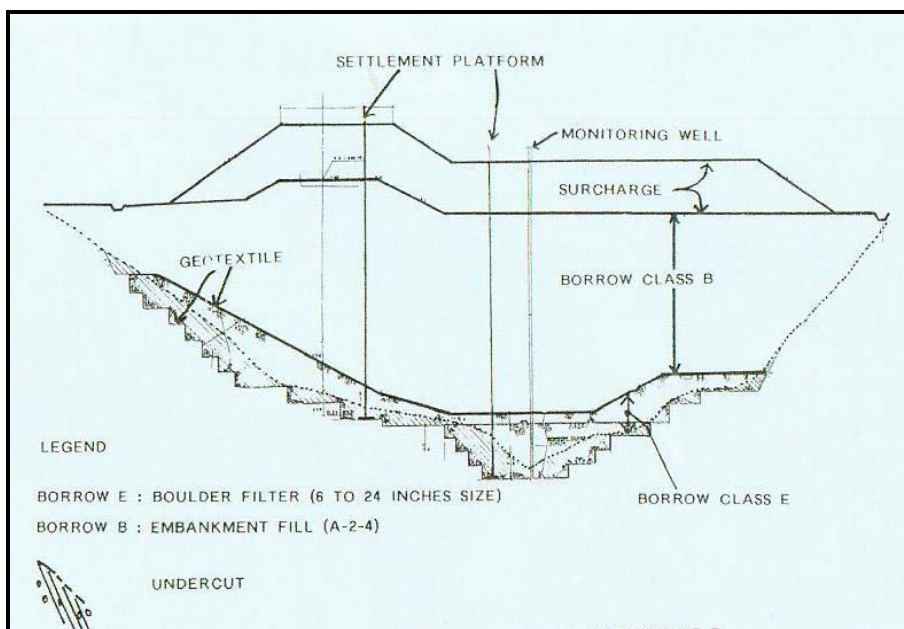 SETTLEMENT PLATFORM
MONITORING WELL
SURCHARGE
GEOTEXTILE
BORROW CLASS B
LEGEND
BORROW CLASS E
BORROW E : BOULDER FILTER (6 TO 24 INCHES SIZE)
BORROW B : EMBANKMENT FILL (A-2-4)
UNDERCUT